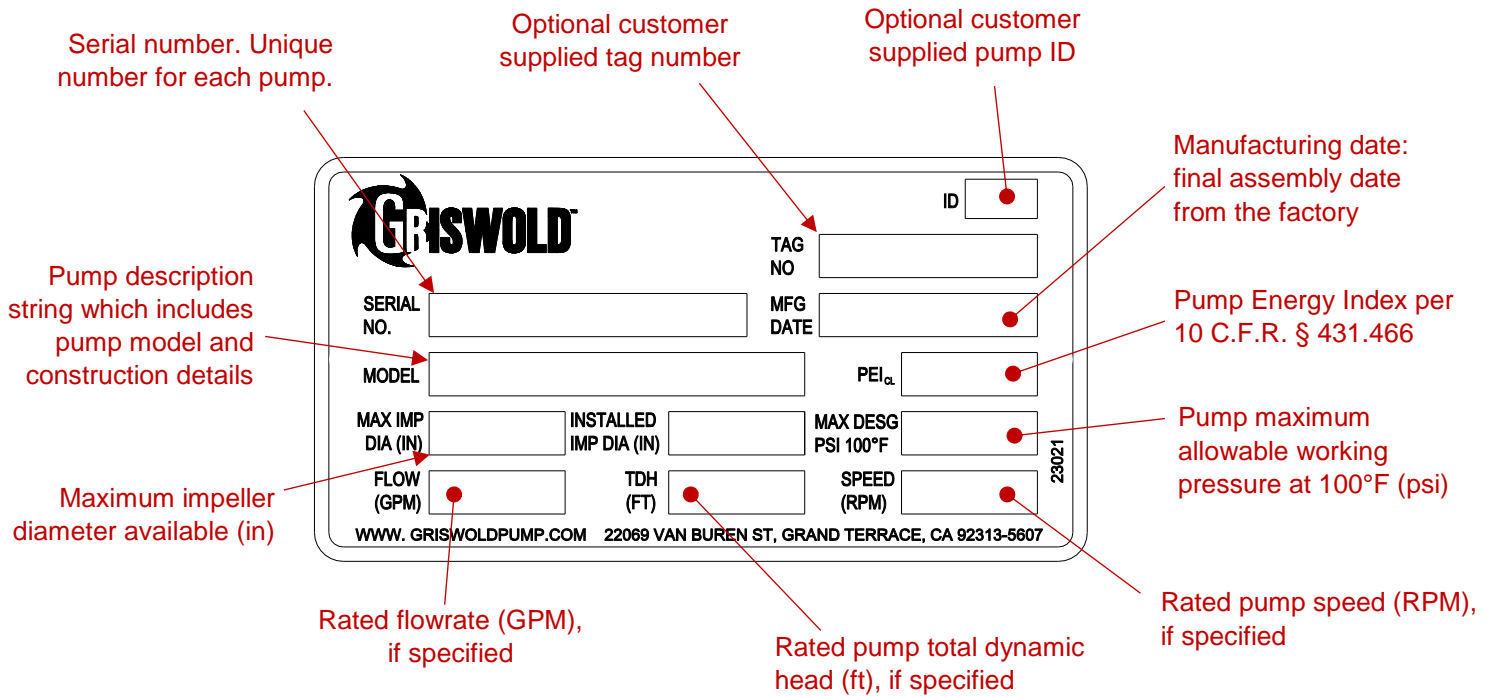 Serial number. Unique
number for each pump.
Optional customer
supplied tag number
Optional customer
supplied pump ID
Manufacturing date:
final assembly date
from the factory
Pump description
string which includes
pump model and
construction details
Pump Energy Index per
10 C.F.R. § 431.466
Pump maximum
allowable working
pressure at 100°F (psi)
Maximum impeller
diameter available (in)
GRISWOLD™
ID
TAG
NO
SERIAL
NO.
MFG
DATE
MODEL
PEI CL
MAX IMP
DIA (IN)
INSTALLED
IMP DIA (IN)
MAX DESG
PSI 100°F
FLOW
(GPM)
TDH
(FT)
SPEED
(RPM)
23021
WWW. GRISWOLDPUMP.COM 22069 VAN BUREN ST, GRAND TERRACE, CA 92313-5607
Rated flowrate (GPM),
if specified
Rated pump total dynamic
head (ft), if specified
Rated pump speed (RPM),
if specified